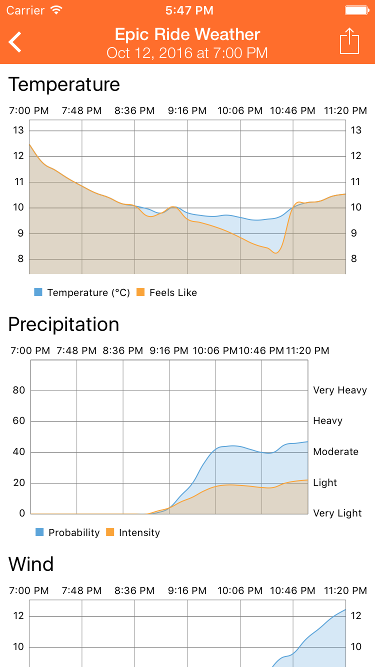 Carrier 5:47 PM
Epic Ride Weather
Oct 12, 2016 at 7:00 PM
Temperature
7:00 PM 7:48 PM 8:36 PM 9:16 PM 10:06 PM 10:46 PM 11:20 PM
13 13
12 12
11 11
10 10
9 9
8 8
Temperature (°C) Feels Like
Precipitation
7:00 PM 7:48 PM 8:36 PM 9:16 PM 10:06 PM 10:46 PM 11:20 PM
80 Very Heavy
60 Heavy
40 Moderate
20 Light
0 Very Light
Probability Intensity
Wind
7:00 PM 7:48 PM 8:36 PM 9:16 PM 10:06 PM 10:46 PM 11:20 PM
12 12
10 10